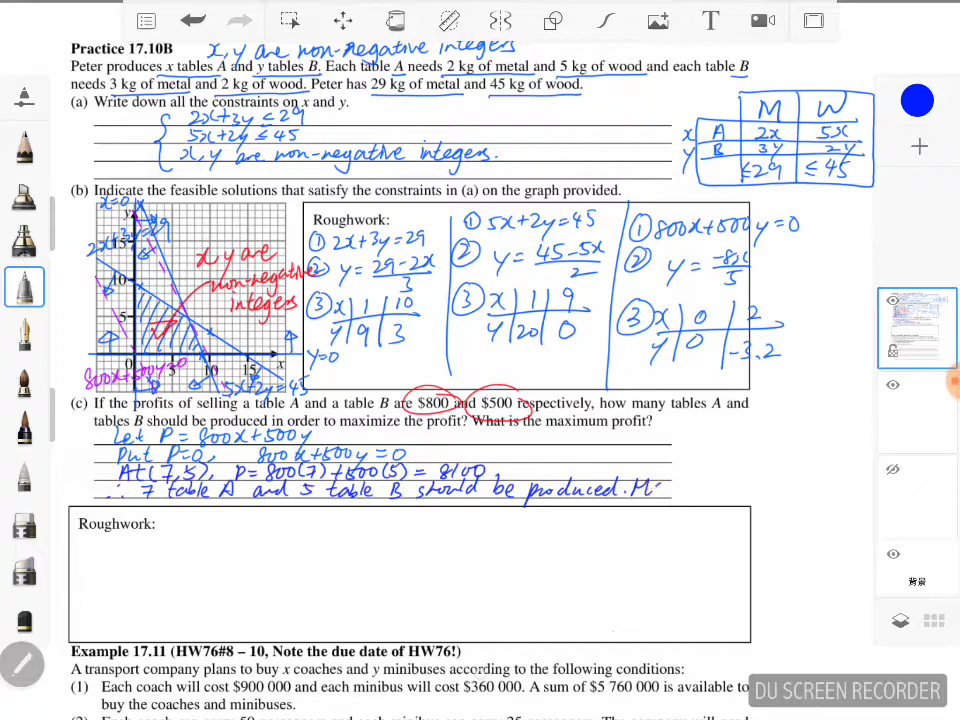 Practice 17.10B x, y are non-negative integers
Peter produces x tables A and y tables B. Each table A needs 2 kg of metal and 5 kg of wood and each table B
needs 3 kg of metal and 2 kg of wood. Peter has 29 kg of metal and 45 kg of wood.
(a) Write down all the constraints on x and y.
2x+3y ≤ 29
5x+2y ≤ 45
x, y are non-negative integers.
M W
x A 2x 5x
y B 3y 2y
≤29 ≤45
(b) Indicate the feasible solutions that satisfy the constraints in (a) on the graph provided.
x=0
y
2x+3y=29
15
10
5
0 5 10 15 x
y=0
800x+500y=0
5x+2y=45
x, y are
non-negative
integers
Roughwork:
① 2x+3y=29
② y = 29-2x
3
③ x 1 10
y 9 3
① 5x+2y=45
② y = 45-5x
2
③ x 1 9
y 20 0
① 800x+500y=0
② y = -8x
5
③ x 0 2
y 0 -3.2
(c) If the profits of selling a table A and a table B are $800 and $500 respectively, how many tables A and
tables B should be produced in order to maximize the profit? What is the maximum profit?
Let P = 800x+500y
Put P=0, 800x+500y=0
At (7,5), P = 800(7)+500(5) = 8100
∴ 7 table A and 5 table B should be produced. M
Roughwork:
Example 17.11 (HW76#8 – 10, Note the due date of HW76!)
A transport company plans to buy x coaches and y minibuses according to the following conditions:
(1) Each coach will cost $900 000 and each minibus will cost $360 000. A sum of $5 760 000 is available to
buy the coaches and minibuses.
背景
DU SCREEN RECORDER